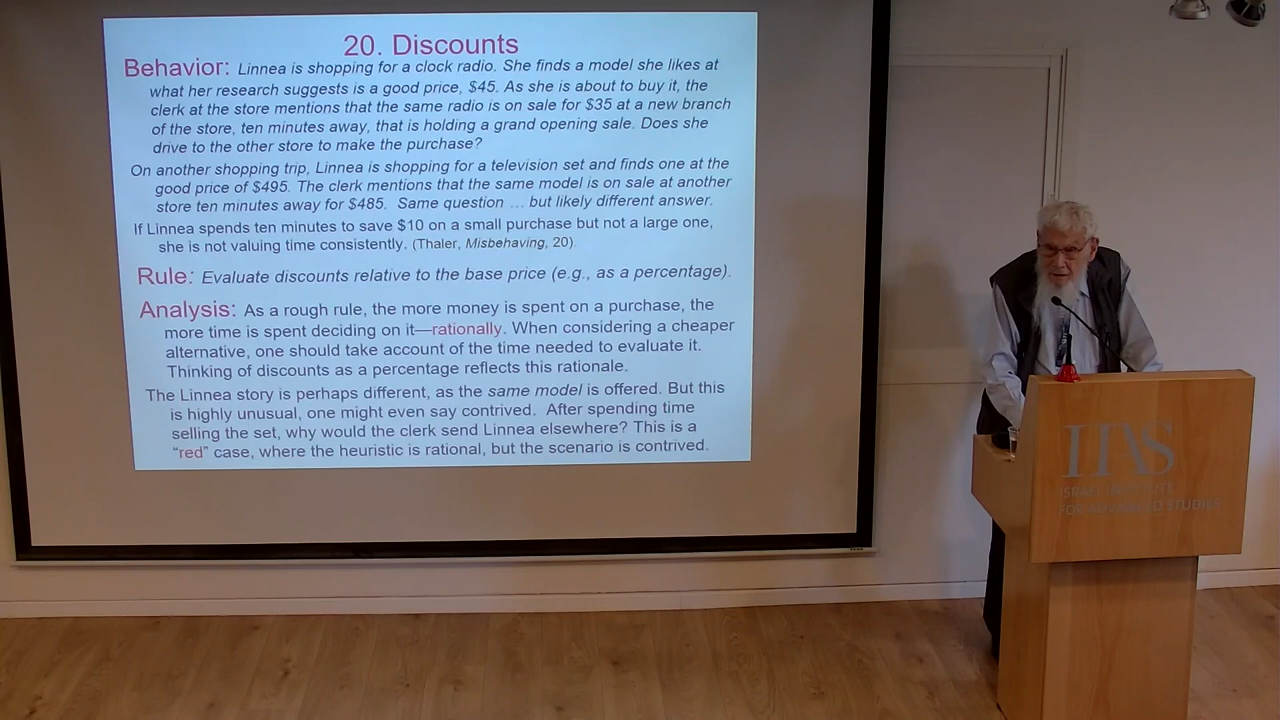 20. Discounts
Behavior: Linnea is shopping for a clock radio. She finds a model she likes at
what her research suggests is a good price, $45. As she is about to buy it, the
clerk at the store mentions that the same radio is on sale for $35 at a new branch
of the store, ten minutes away, that is holding a grand opening sale. Does she
drive to the other store to make the purchase?
On another shopping trip, Linnea is shopping for a television set and finds one at the
good price of $495. The clerk mentions that the same model is on sale at another
store ten minutes away for $485. Same question ... but likely different answer.
If Linnea spends ten minutes to save $10 on a small purchase but not a large one,
she is not valuing time consistently. (Thaler, Misbehaving, 20).
Rule: Evaluate discounts relative to the base price (e.g., as a percentage).
Analysis: As a rough rule, the more money is spent on a purchase, the
more time is spent deciding on it—rationally. When considering a cheaper
alternative, one should take account of the time needed to evaluate it.
Thinking of discounts as a percentage reflects this rationale.
The Linnea story is perhaps different, as the same model is offered. But this
is highly unusual, one might even say contrived. After spending time
selling the set, why would the clerk send Linnea elsewhere? This is a
“red” case, where the heuristic is rational, but the scenario is contrived.
IIAS
ISRAEL INSTITUTE
FOR ADVANCED STUDIES